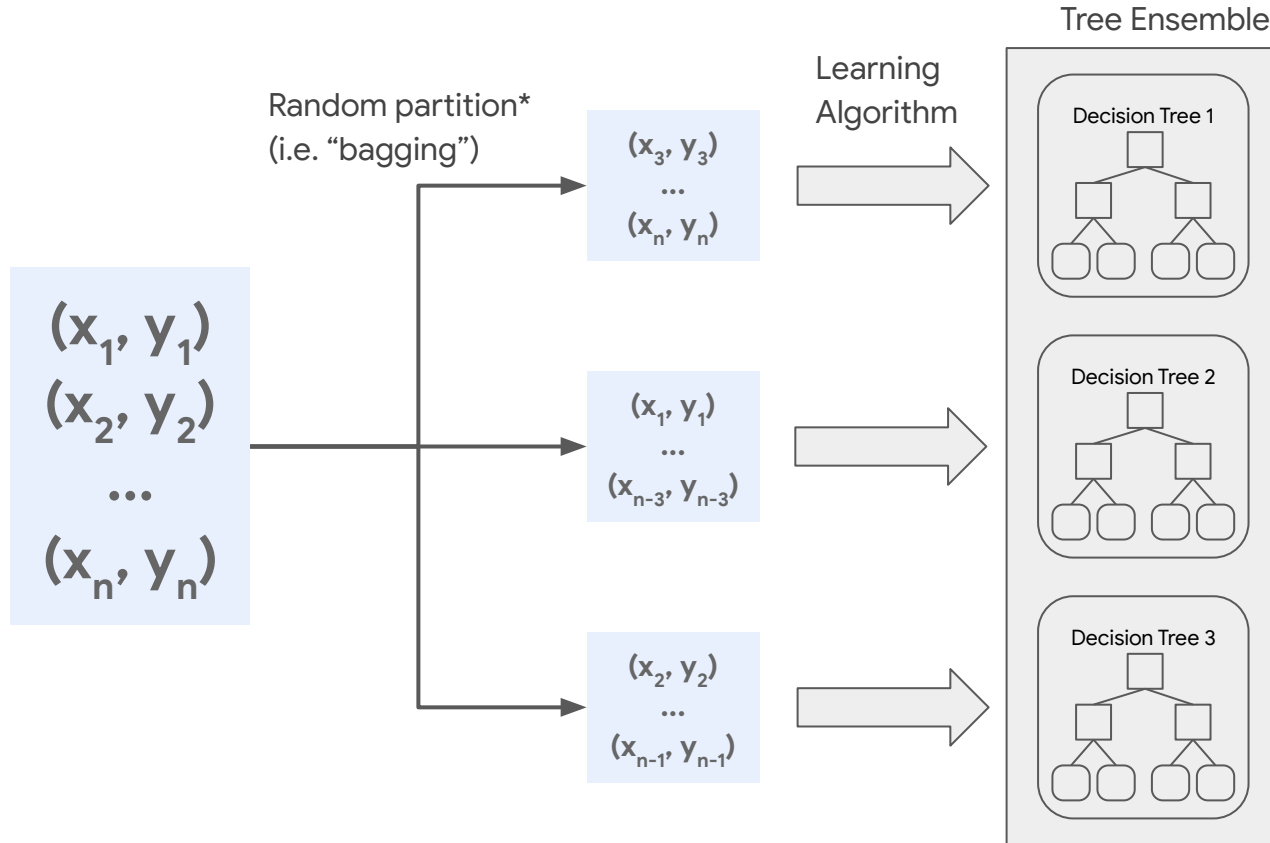 Tree Ensemble
Random partition*
(i.e. “bagging”)
Learning
Algorithm
(x₁, y₁)
(x₂, y₂)
...
(xₙ, yₙ)
(x₃, y₃)
...
(xₙ, yₙ)
(x₁, y₁)
...
(xₙ₋₃, yₙ₋₃)
(x₂, y₂)
...
(xₙ₋₁, yₙ₋₁)
Decision Tree 1
Decision Tree 2
Decision Tree 3